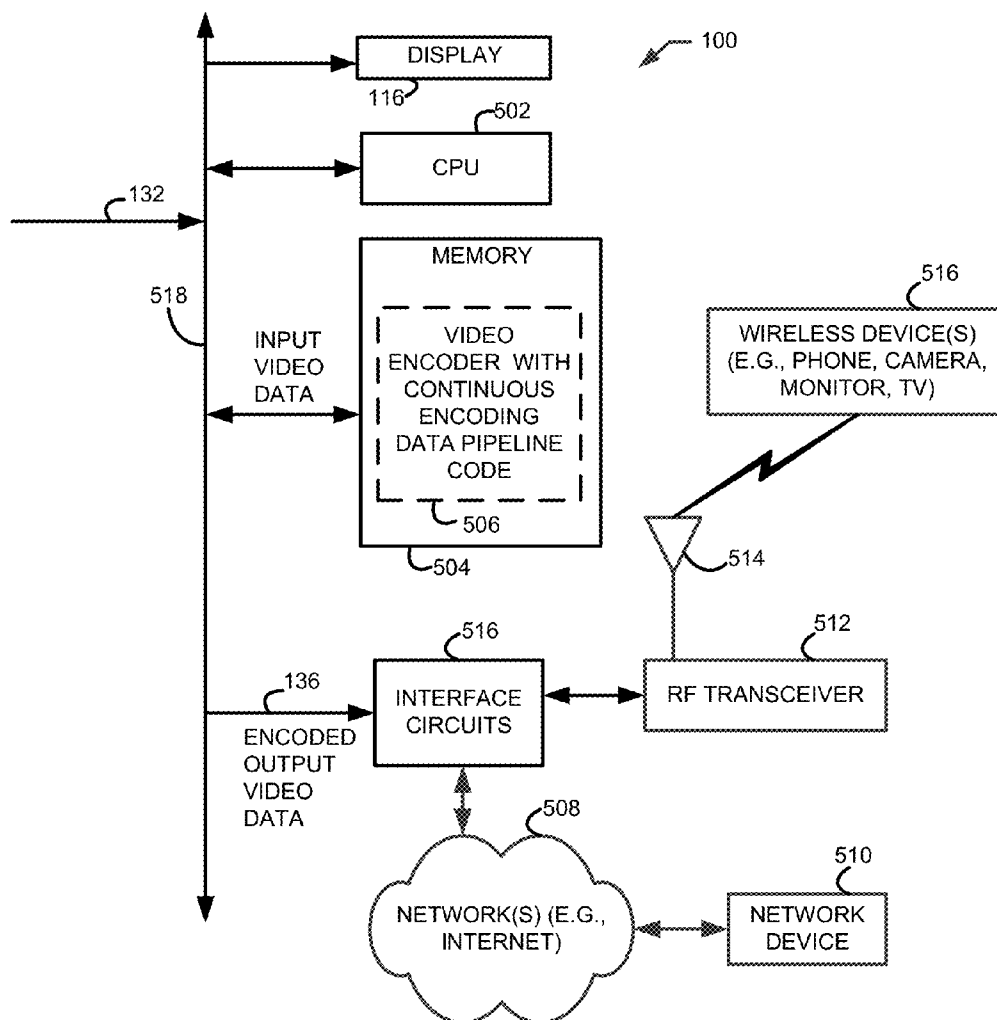 100
DISPLAY
116
502
CPU
132
MEMORY
518
516
INPUT
VIDEO
DATA
VIDEO
ENCODER WITH
CONTINUOUS
ENCODING
DATA PIPELINE
CODE
WIRELESS DEVICE(S)
(E.G., PHONE, CAMERA,
MONITOR, TV)
506
504
514
516
512
136
INTERFACE
CIRCUITS
RF TRANSCEIVER
ENCODED
OUTPUT
VIDEO
DATA
508
510
NETWORK(S) (E.G.,
INTERNET)
NETWORK
DEVICE